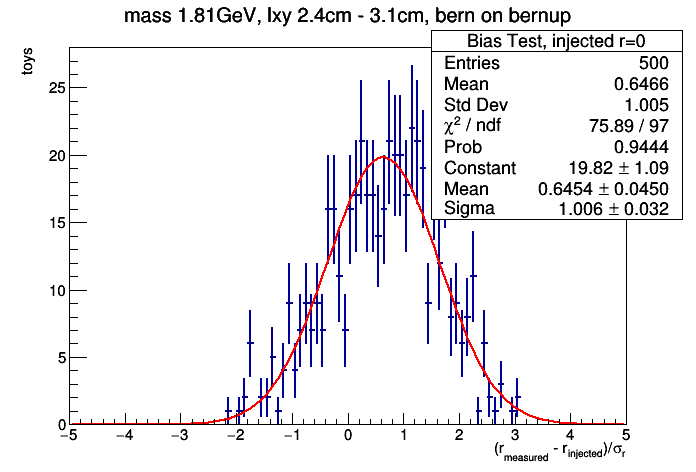 mass 1.81GeV, lxy 2.4cm - 3.1cm, bern on bernup
Bias Test, injected r=0
Entries 500
Mean 0.6466
Std Dev 1.005
χ² / ndf 75.89 / 97
Prob 0.9444
Constant 19.82 ± 1.09
Mean 0.6454 ± 0.0450
Sigma 1.006 ± 0.032
toys
25
20
15
10
5
0
−5 −4 −3 −2 −1 0 1 2 3 4 5
(r_measured - r_injected)/σ_r